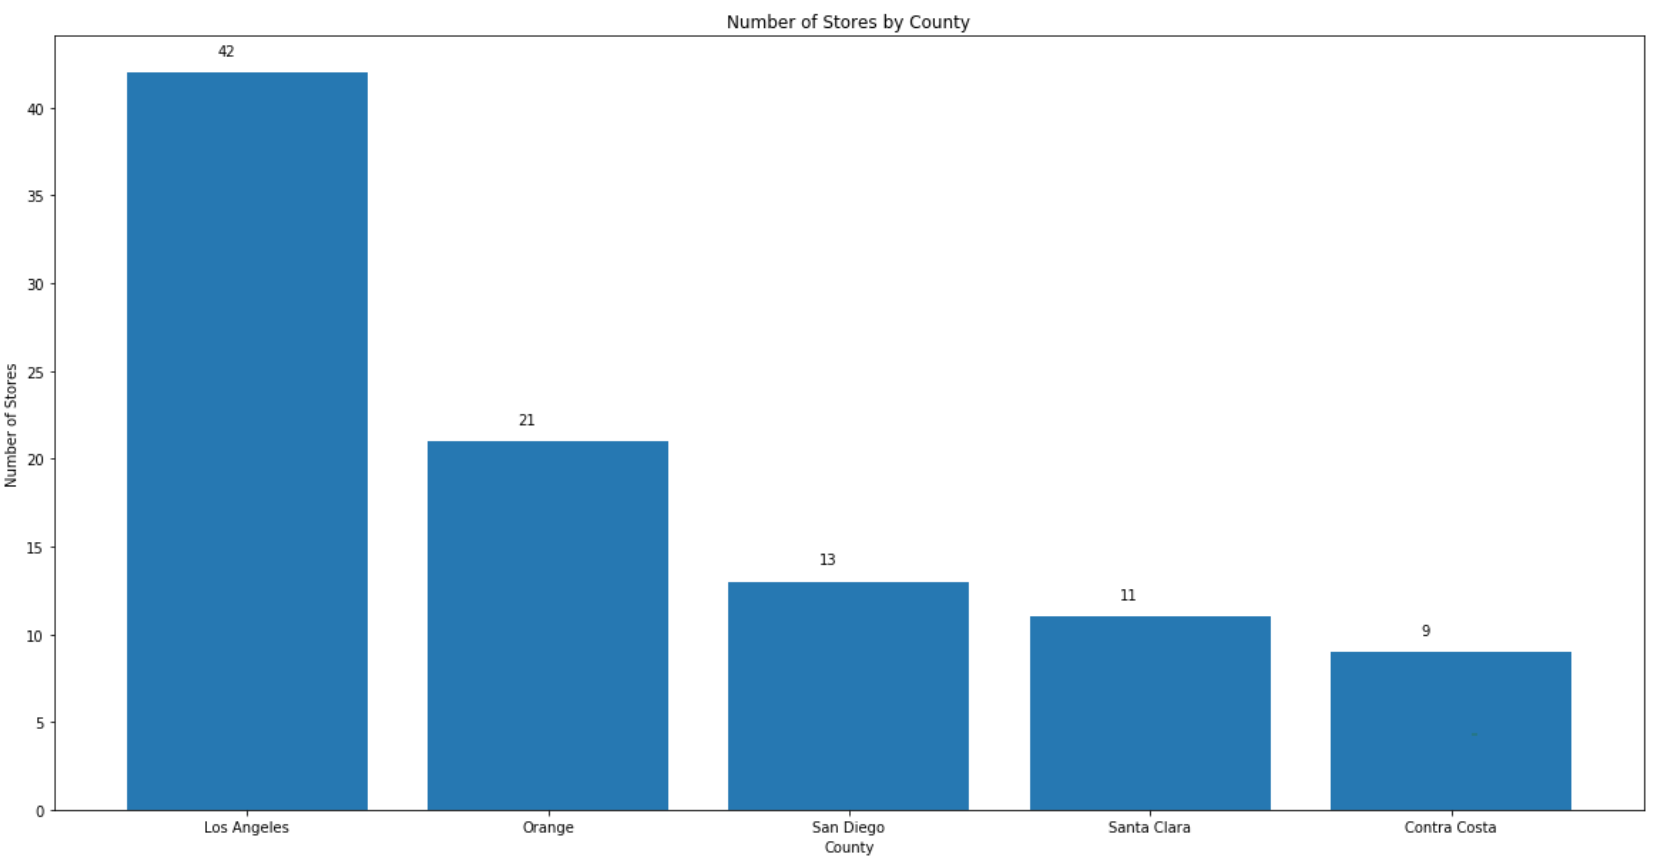 Number of Stores by County
42
40
35
30
25
21
20
15
13
11
10
9
5
0
Number of Stores
Los Angeles
Orange
San Diego
Santa Clara
Contra Costa
County